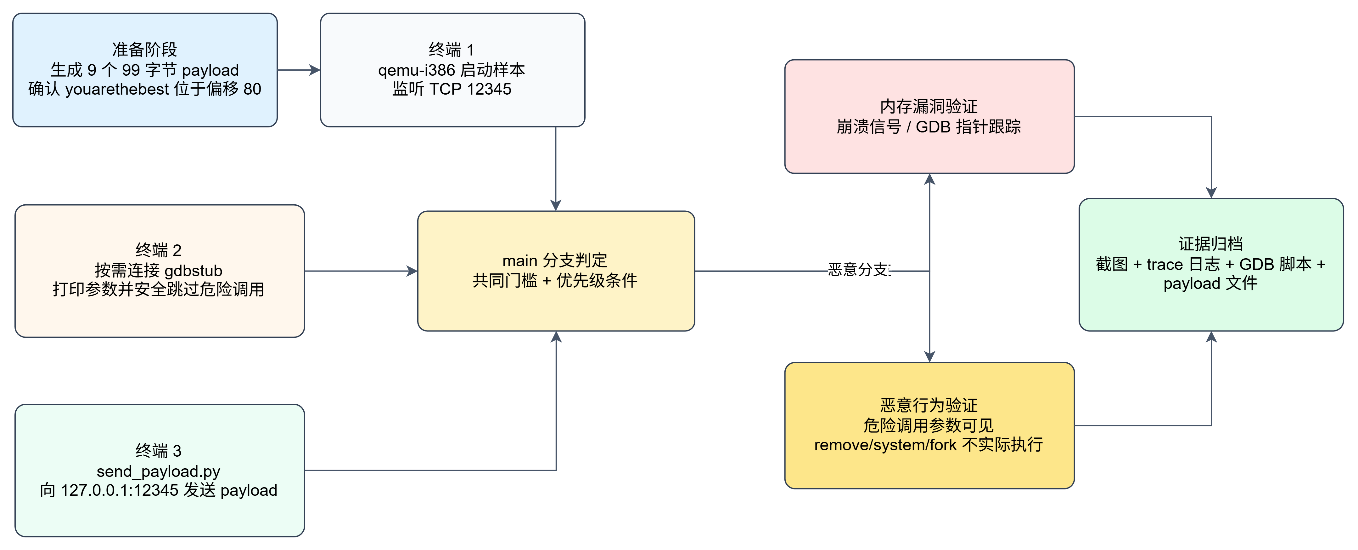 准备阶段
生成 9 个 99 字节 payload
确认 youarethebest 位于偏移 80
终端 1
qemu-i386 启动样本
监听 TCP 12345
终端 2
按需连接 gdbstub
打印参数并安全跳过危险调用
终端 3
send_payload.py
向 127.0.0.1:12345 发送 payload
main 分支判定
共同门槛 + 优先级条件
恶意分支
内存漏洞验证
崩溃信号 / GDB 指针跟踪
恶意行为验证
危险调用参数可见
remove/system/fork 不实际执行
证据归档
截图 + trace 日志 + GDB 脚本 +
payload 文件